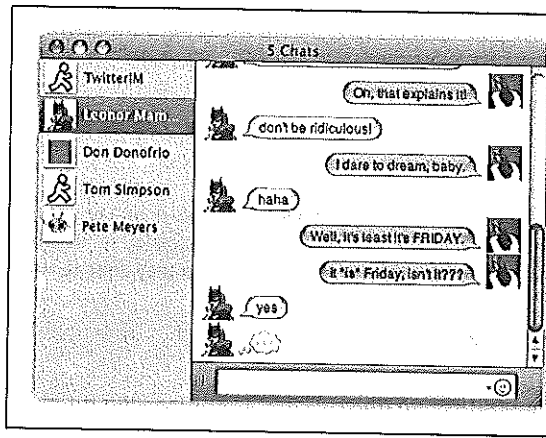 5 Chats
TwitterIM
Leonor Mam...
Don Donofrio
Tom Simpson
Pete Meyers
Oh, that explains it!
don't be ridiculous!
I dare to dream, baby.
haha
Well, it's least it's FRIDAY.
it *is* Friday, isn't it???
yes